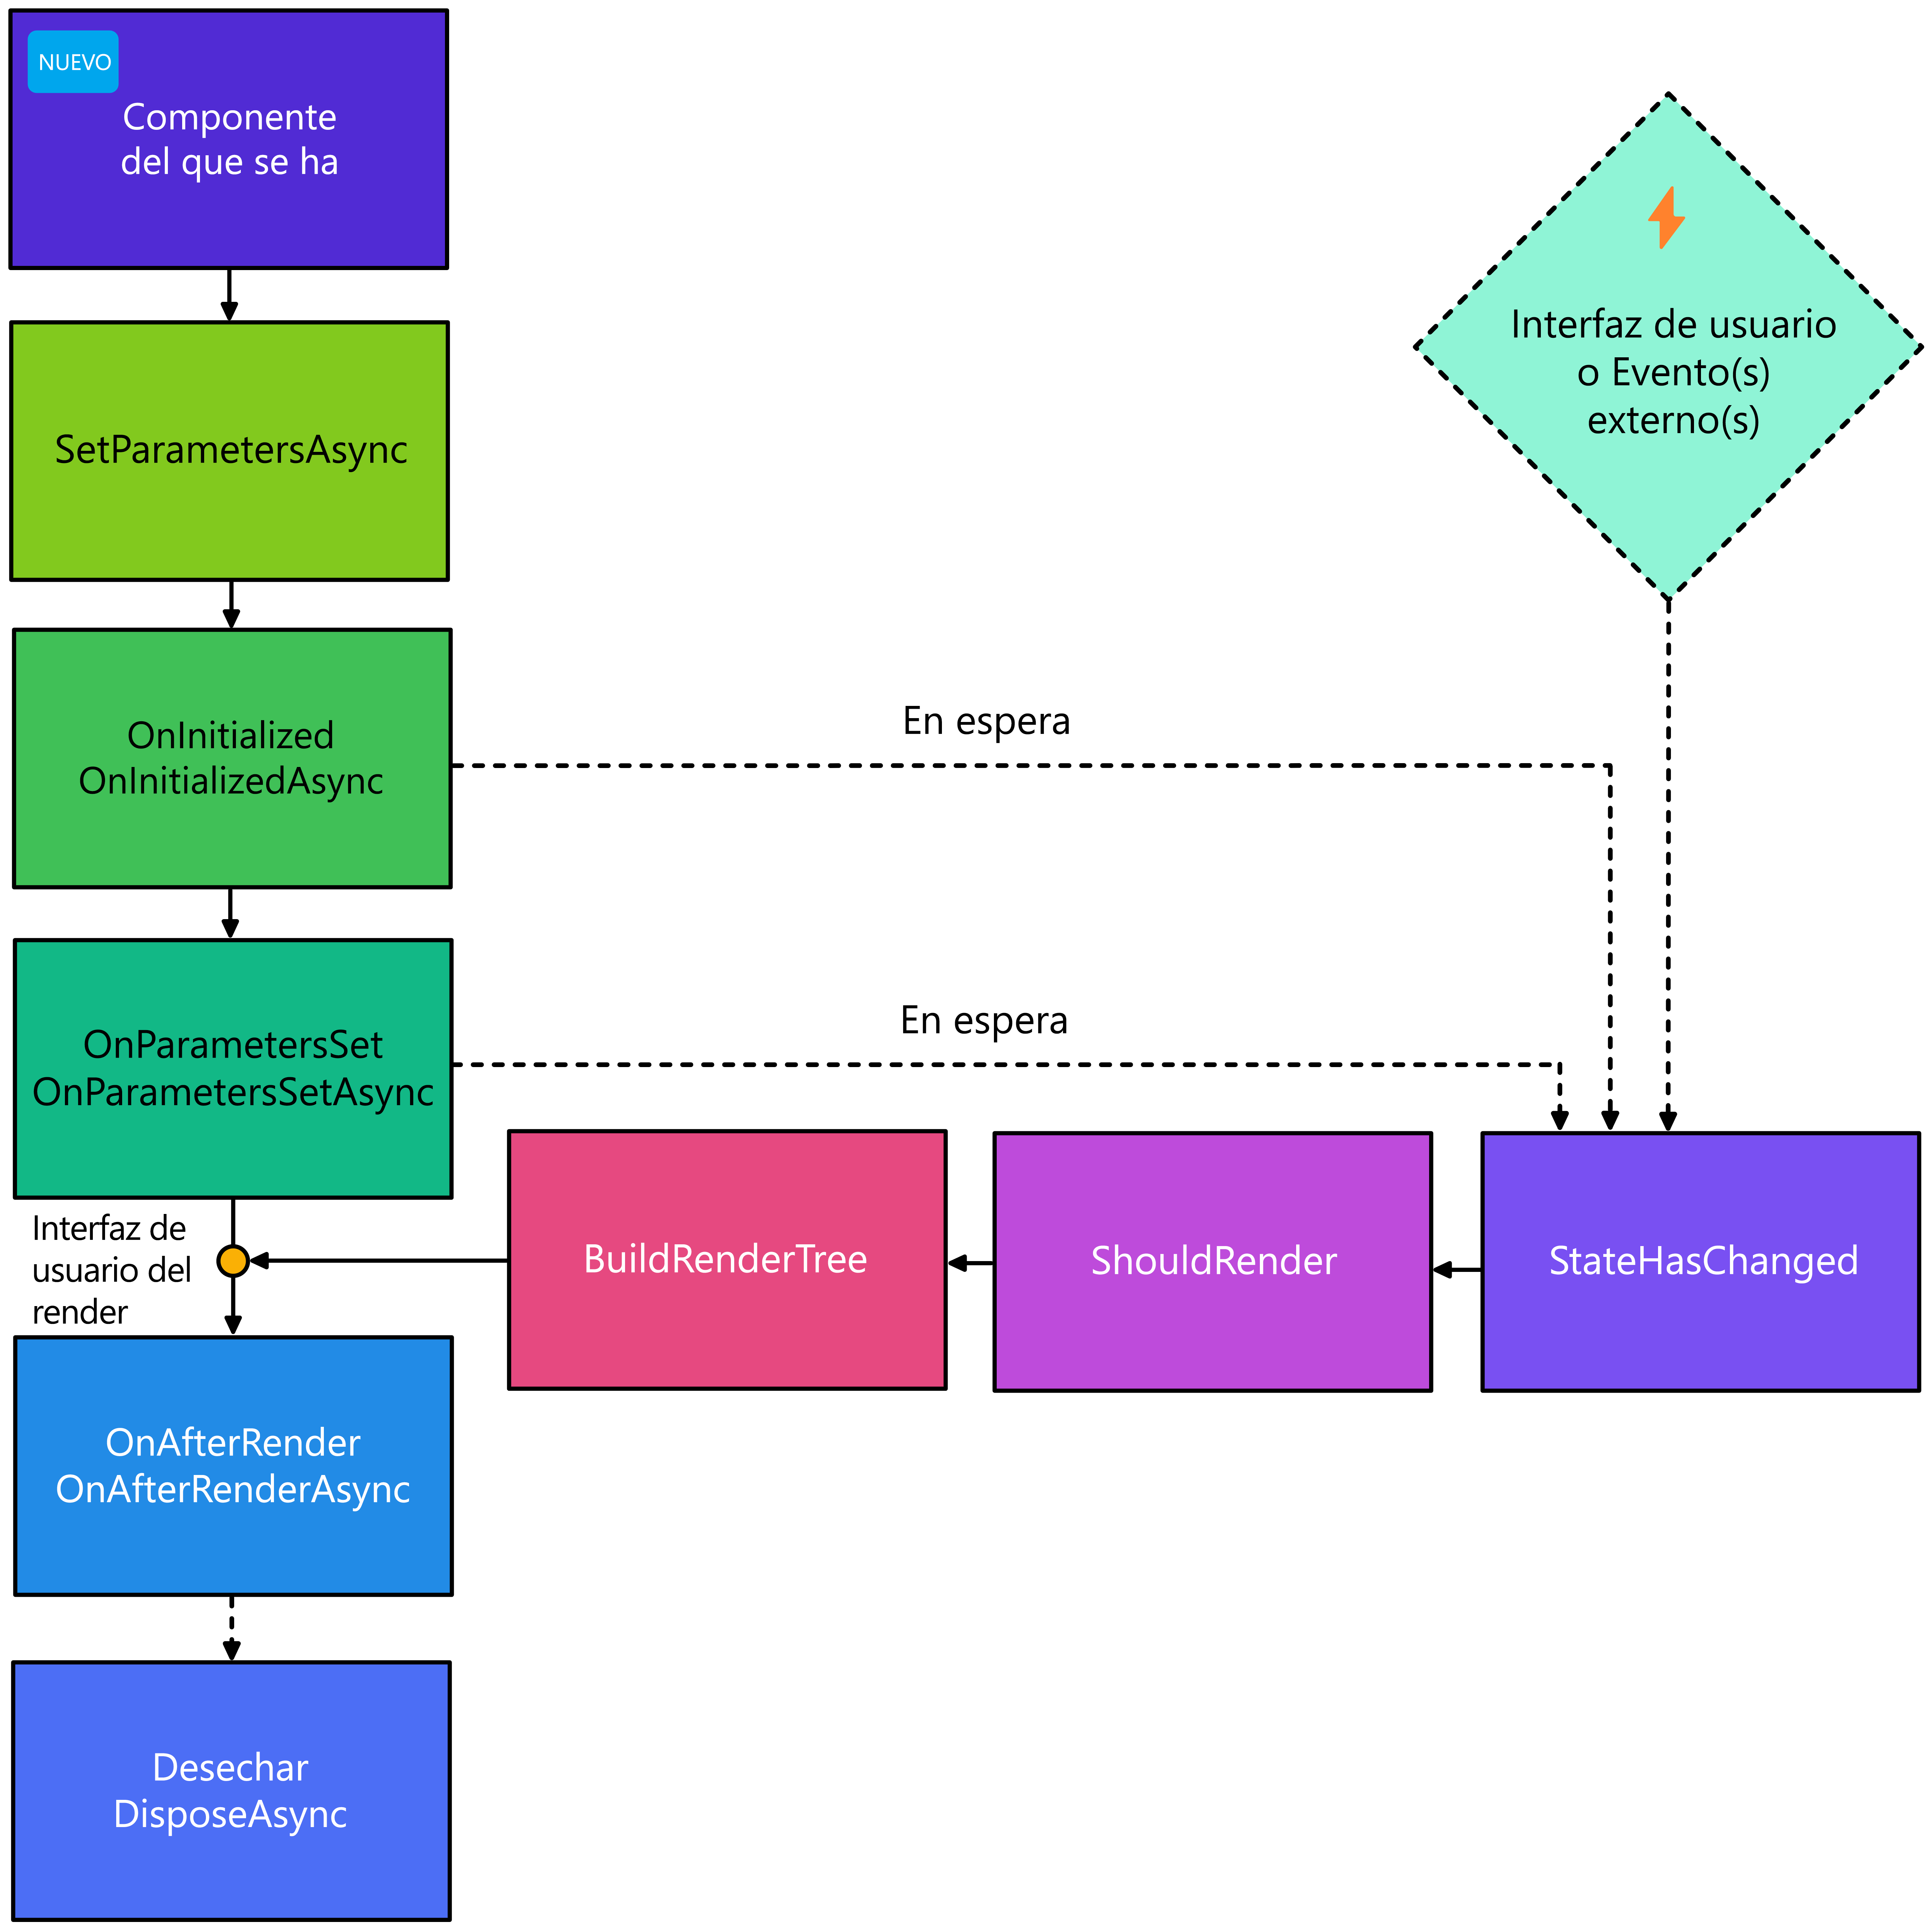 NUEVO
Componente
del que se ha
SetParametersAsync
Interfaz de usuario
o Evento(s)
externo(s)
OnInitialized
OnInitializedAsync
En espera
OnParametersSet
OnParametersSetAsync
En espera
Interfaz de
usuario del
render
BuildRenderTree
ShouldRender
StateHasChanged
OnAfterRender
OnAfterRenderAsync
Desechar
DisposeAsync